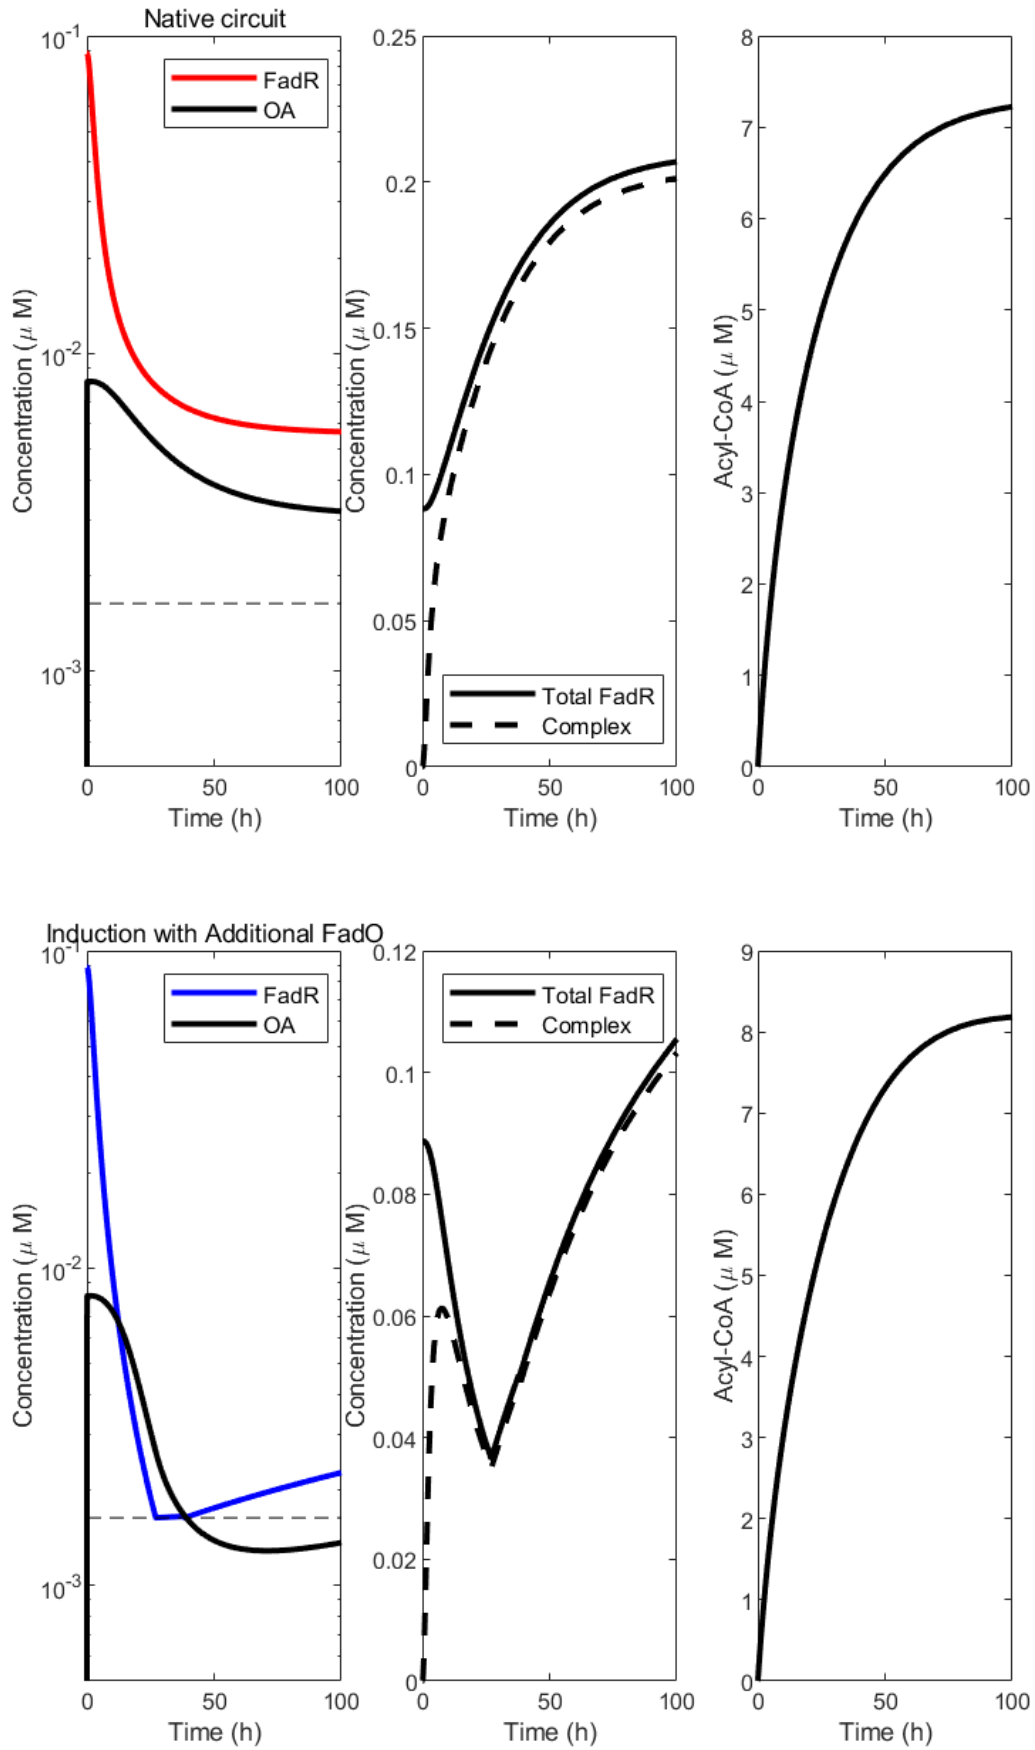 Native circuit
10-1
10-2
10-3
Concentration (μ M)
FadR
OA
0
50
100
Time (h)
0.25
0.2
0.15
0.1
0.05
0
Concentration (μ M)
Total FadR
Complex
0
50
100
Time (h)
8
7
6
5
4
3
2
1
0
Acyl-CoA (μ M)
0
50
100
Time (h)
Induction with Additional FadO
10-1
10-2
10-3
Concentration (μ M)
FadR
OA
0
50
100
Time (h)
0.12
0.1
0.08
0.06
0.04
0.02
0
Concentration (μ M)
Total FadR
Complex
0
50
100
Time (h)
9
8
7
6
5
4
3
2
1
0
Acyl-CoA (μ M)
0
50
100
Time (h)